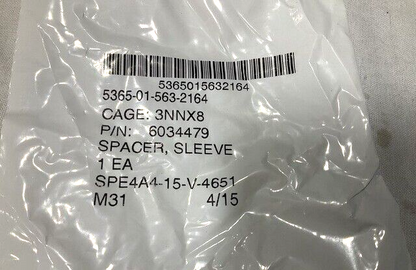 5365015632164
5365-01-563-2164
CAGE: 3NNX8
P/N: 6034479
SPACER, SLEEVE
1 EA
SPE4A4-15-V-4651
M31 4/15